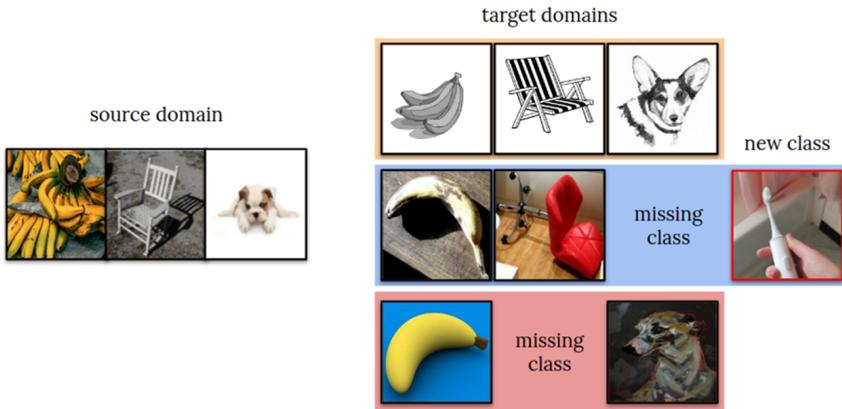 target domains
source domain
new class
missing
class
missing
class